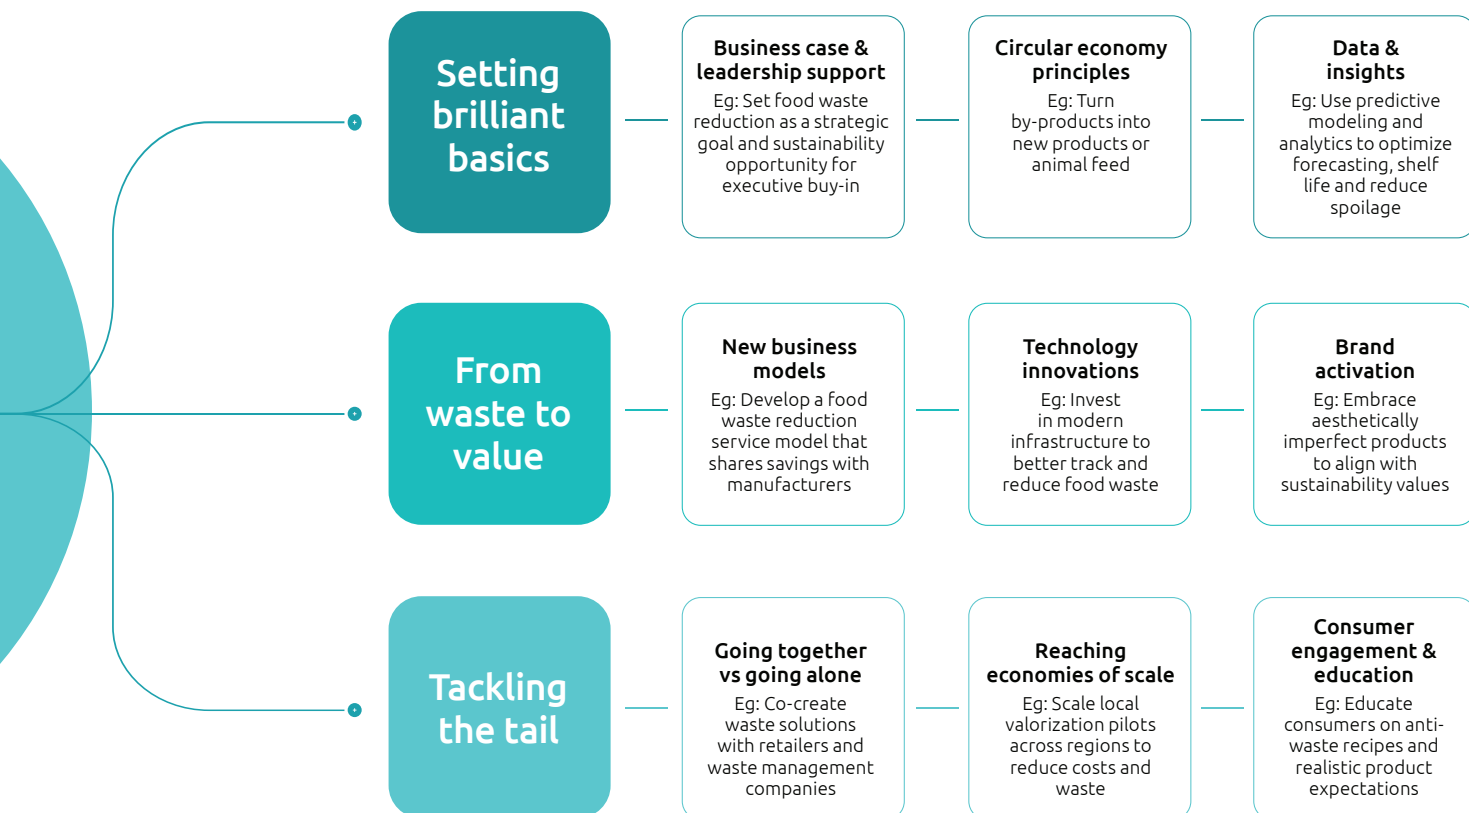 Setting
brilliant
basics
Business case &
leadership support
Eg: Set food waste
reduction as a strategic
goal and sustainability
opportunity for
executive buy-in
Circular economy
principles
Eg: Turn
by-products into
new products or
animal feed
Data &
insights
Eg: Use predictive
modeling and
analytics to optimize
forecasting, shelf
life and reduce
spoilage
From
waste to
value
New business
models
Eg: Develop a food
waste reduction
service model that
shares savings with
manufacturers
Technology
innovations
Eg: Invest
in modern
infrastructure to
better track and
reduce food waste
Brand
activation
Eg: Embrace
aesthetically
imperfect products
to align with
sustainability values
Tackling
the tail
Going together
vs going alone
Eg: Co-create
waste solutions
with retailers and
waste management
companies
Reaching
economies of scale
Eg: Scale local
valorization pilots
across regions to
reduce costs and
waste
Consumer
engagement &
education
Eg: Educate
consumers on anti-
waste recipes and
realistic product
expectations